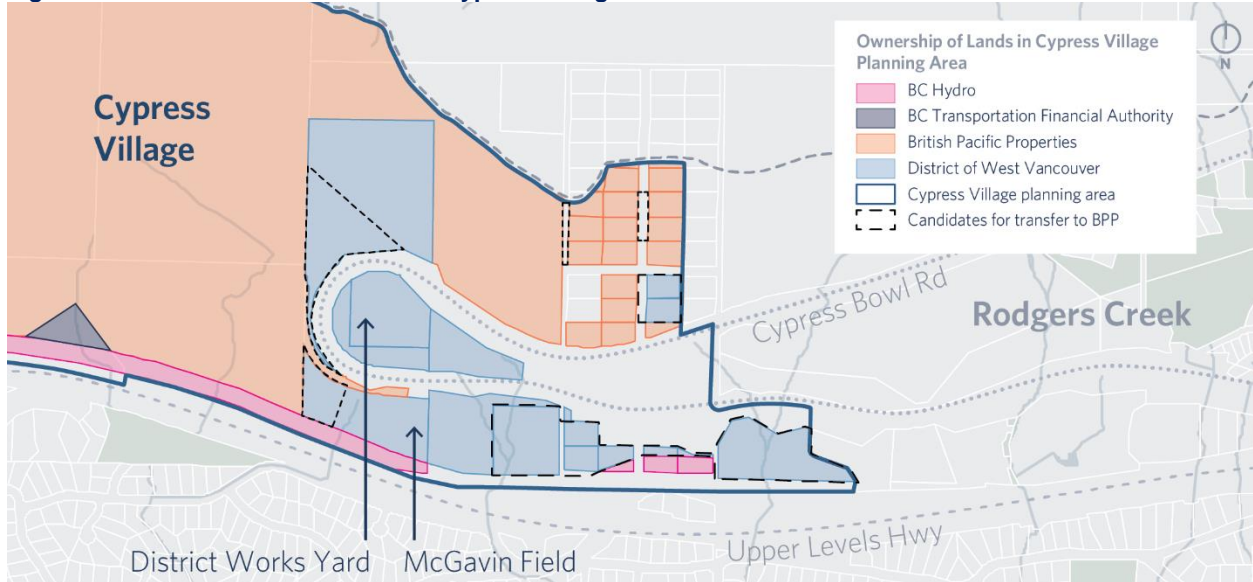 Ownership of Lands in Cypress Village
Planning Area
BC Hydro
BC Transportation Financial Authority
British Pacific Properties
District of West Vancouver
Cypress Village planning area
Candidates for transfer to BPP
N
Cypress
Village
Cypress Bowl Rd
Rodgers Creek
Upper Levels Hwy
District Works Yard
McGavin Field